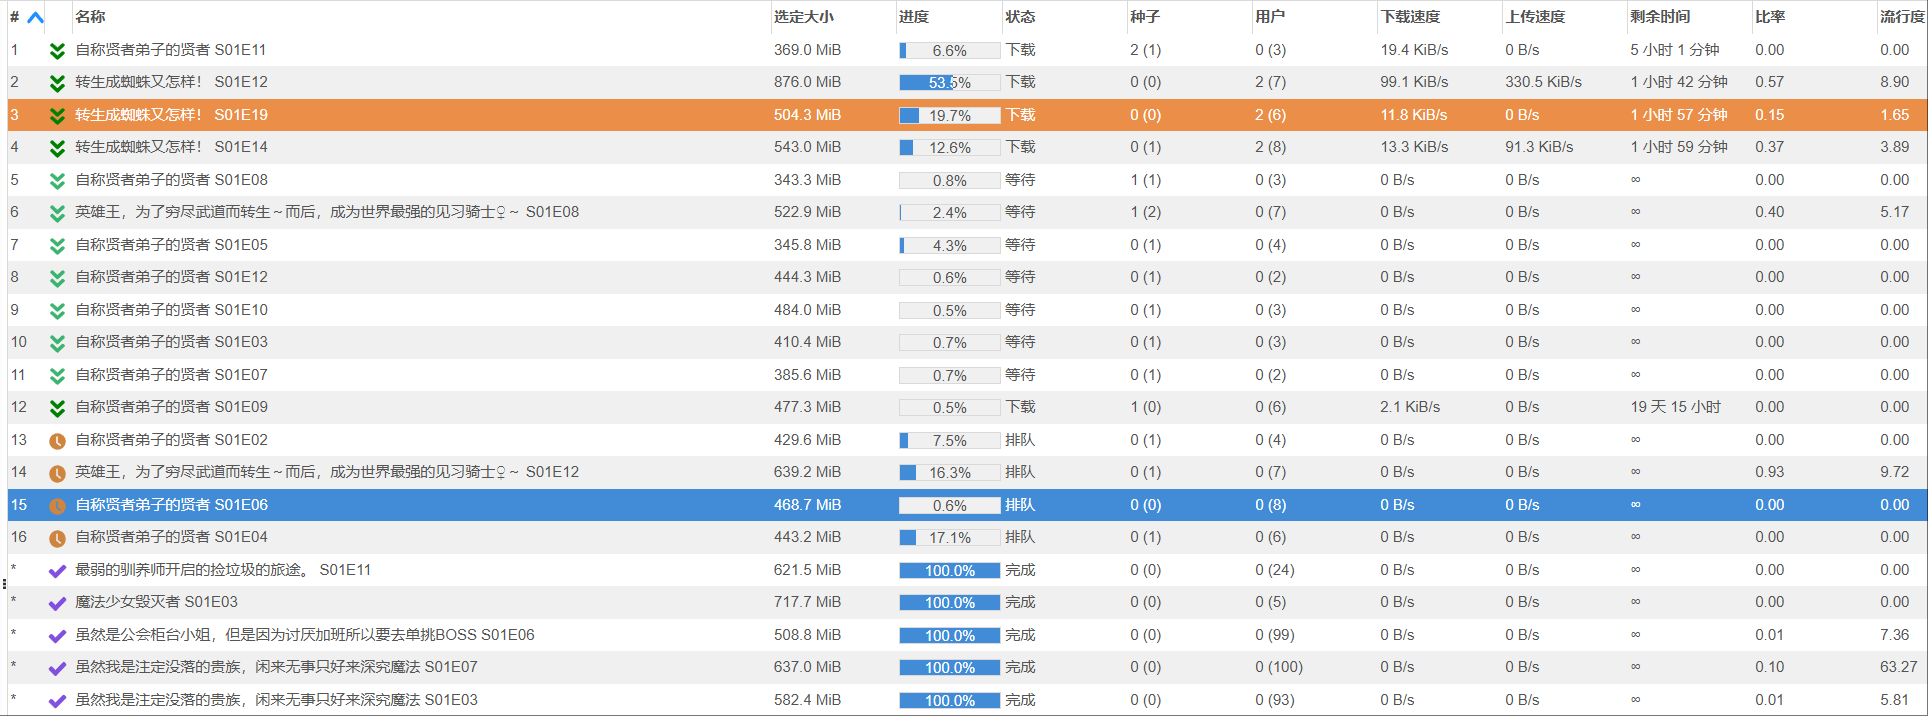 # 名称 选定大小 进度 状态 种子 用户 下载速度 上传速度 剩余时间 比率 流行度
1 自称贤者弟子的贤者 S01E11 369.0 MiB 6.6% 下载 2 (1) 0 (3) 19.4 KiB/s 0 B/s 5 小时 1 分钟 0.00 0.00
2 转生成蜘蛛又怎样！ S01E12 876.0 MiB 53.5% 下载 0 (0) 2 (7) 99.1 KiB/s 330.5 KiB/s 1 小时 42 分钟 0.57 8.90
3 转生成蜘蛛又怎样！ S01E19 504.3 MiB 19.7% 下载 0 (0) 2 (6) 11.8 KiB/s 0 B/s 1 小时 57 分钟 0.15 1.65
4 转生成蜘蛛又怎样！ S01E14 543.0 MiB 12.6% 下载 0 (1) 2 (8) 13.3 KiB/s 91.3 KiB/s 1 小时 59 分钟 0.37 3.89
5 自称贤者弟子的贤者 S01E08 343.3 MiB 0.8% 等待 1 (1) 0 (3) 0 B/s 0 B/s ∞ 0.00 0.00
6 英雄王，为了穷尽武道而转生～而后，成为世界最强的见习骑士♀～ S01E08 522.9 MiB 2.4% 等待 1 (2) 0 (7) 0 B/s 0 B/s ∞ 0.40 5.17
7 自称贤者弟子的贤者 S01E05 345.8 MiB 4.3% 等待 0 (1) 0 (4) 0 B/s 0 B/s ∞ 0.00 0.00
8 自称贤者弟子的贤者 S01E12 444.3 MiB 0.6% 等待 0 (1) 0 (2) 0 B/s 0 B/s ∞ 0.00 0.00
9 自称贤者弟子的贤者 S01E10 484.0 MiB 0.5% 等待 0 (1) 0 (3) 0 B/s 0 B/s ∞ 0.00 0.00
10 自称贤者弟子的贤者 S01E03 410.4 MiB 0.7% 等待 0 (1) 0 (3) 0 B/s 0 B/s ∞ 0.00 0.00
11 自称贤者弟子的贤者 S01E07 385.6 MiB 0.7% 等待 0 (1) 0 (2) 0 B/s 0 B/s ∞ 0.00 0.00
12 自称贤者弟子的贤者 S01E09 477.3 MiB 0.5% 下载 1 (0) 0 (6) 2.1 KiB/s 0 B/s 19 天 15 小时 0.00 0.00
13 自称贤者弟子的贤者 S01E02 429.6 MiB 7.5% 排队 0 (1) 0 (4) 0 B/s 0 B/s ∞ 0.00 0.00
14 英雄王，为了穷尽武道而转生～而后，成为世界最强的见习骑士♀～ S01E12 639.2 MiB 16.3% 排队 0 (1) 0 (7) 0 B/s 0 B/s ∞ 0.93 9.72
15 自称贤者弟子的贤者 S01E06 468.7 MiB 0.6% 排队 0 (0) 0 (8) 0 B/s 0 B/s ∞ 0.00 0.00
16 自称贤者弟子的贤者 S01E04 443.2 MiB 17.1% 排队 0 (1) 0 (6) 0 B/s 0 B/s ∞ 0.00 0.00
* 最弱的驯养师开启的捡垃圾的旅途。 S01E11 621.5 MiB 100.0% 完成 0 (0) 0 (24) 0 B/s 0 B/s ∞ 0.00 0.00
* 魔法少女毁灭者 S01E03 717.7 MiB 100.0% 完成 0 (0) 0 (5) 0 B/s 0 B/s ∞ 0.00 0.00
* 虽然是公会柜台小姐，但是因为讨厌加班所以要去单挑BOSS S01E06 508.8 MiB 100.0% 完成 0 (0) 0 (99) 0 B/s 0 B/s ∞ 0.01 7.36
* 虽然我是注定没落的贵族，闲来无事只好来深究魔法 S01E07 637.0 MiB 100.0% 完成 0 (0) 0 (100) 0 B/s 0 B/s ∞ 0.10 63.27
* 虽然我是注定没落的贵族，闲来无事只好来深究魔法 S01E03 582.4 MiB 100.0% 完成 0 (0) 0 (93) 0 B/s 0 B/s ∞ 0.01 5.81